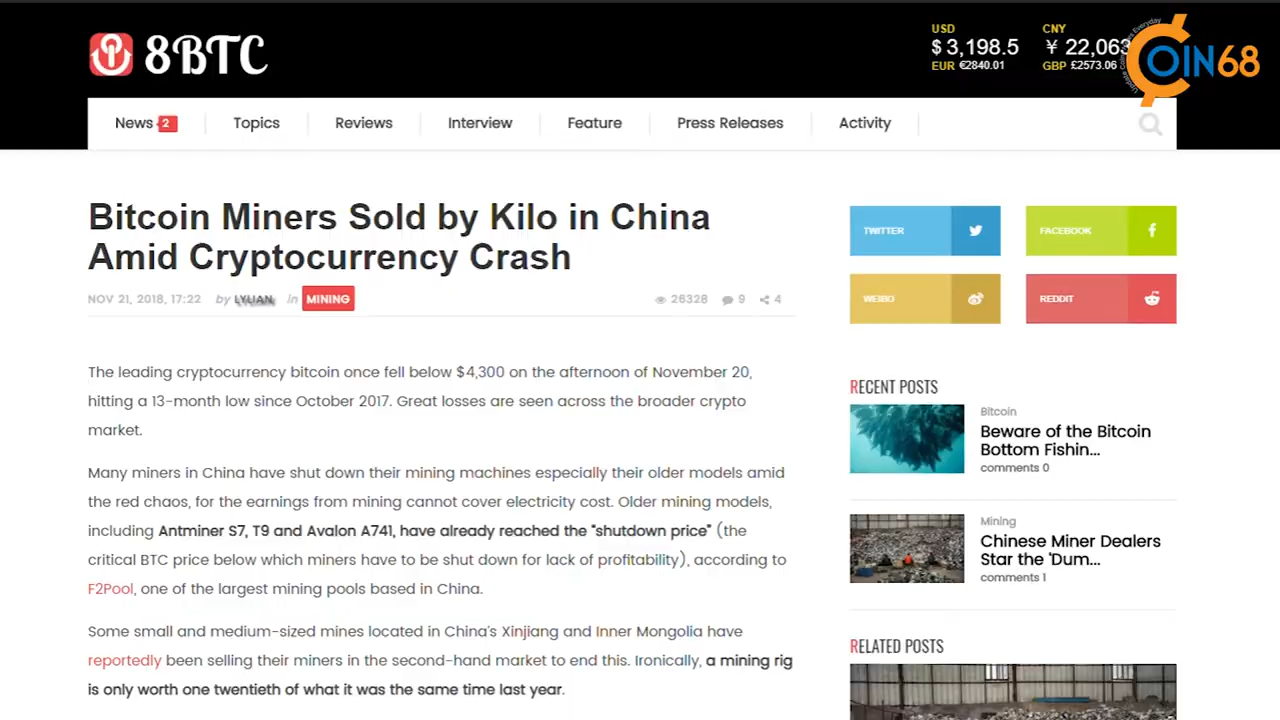 8BTC
USD
$ 3,198.5
EUR €2840.01
CNY
¥ 22,063
GBP £2573.06
COIN68
Update Coin News Everyday
News 2
Topics
Reviews
Interview
Feature
Press Releases
Activity
Bitcoin Miners Sold by Kilo in China
Amid Cryptocurrency Crash
NOV 21, 2018, 17:22 by LYLIAN in MINING
26328 9 4
The leading cryptocurrency bitcoin once fell below $4,300 on the afternoon of November 20,
hitting a 13-month low since October 2017. Great losses are seen across the broader crypto
market.
Many miners in China have shut down their mining machines especially their older models amid
the red chaos, for the earnings from mining cannot cover electricity cost. Older mining models,
including Antminer S7, T9 and Avalon A741, have already reached the “shutdown price” (the
critical BTC price below which miners have to be shut down for lack of profitability), according to
F2Pool, one of the largest mining pools based in China.
Some small and medium-sized mines located in China's Xinjiang and Inner Mongolia have
reportedly been selling their miners in the second-hand market to end this. Ironically, a mining rig
is only worth one twentieth of what it was the same time last year.
TWITTER
FACEBOOK
WEIBO
REDDIT
RECENT POSTS
Bitcoin
Beware of the Bitcoin
Bottom Fishin...
comments 0
Mining
Chinese Miner Dealers
Star the 'Dum...
comments 1
RELATED POSTS